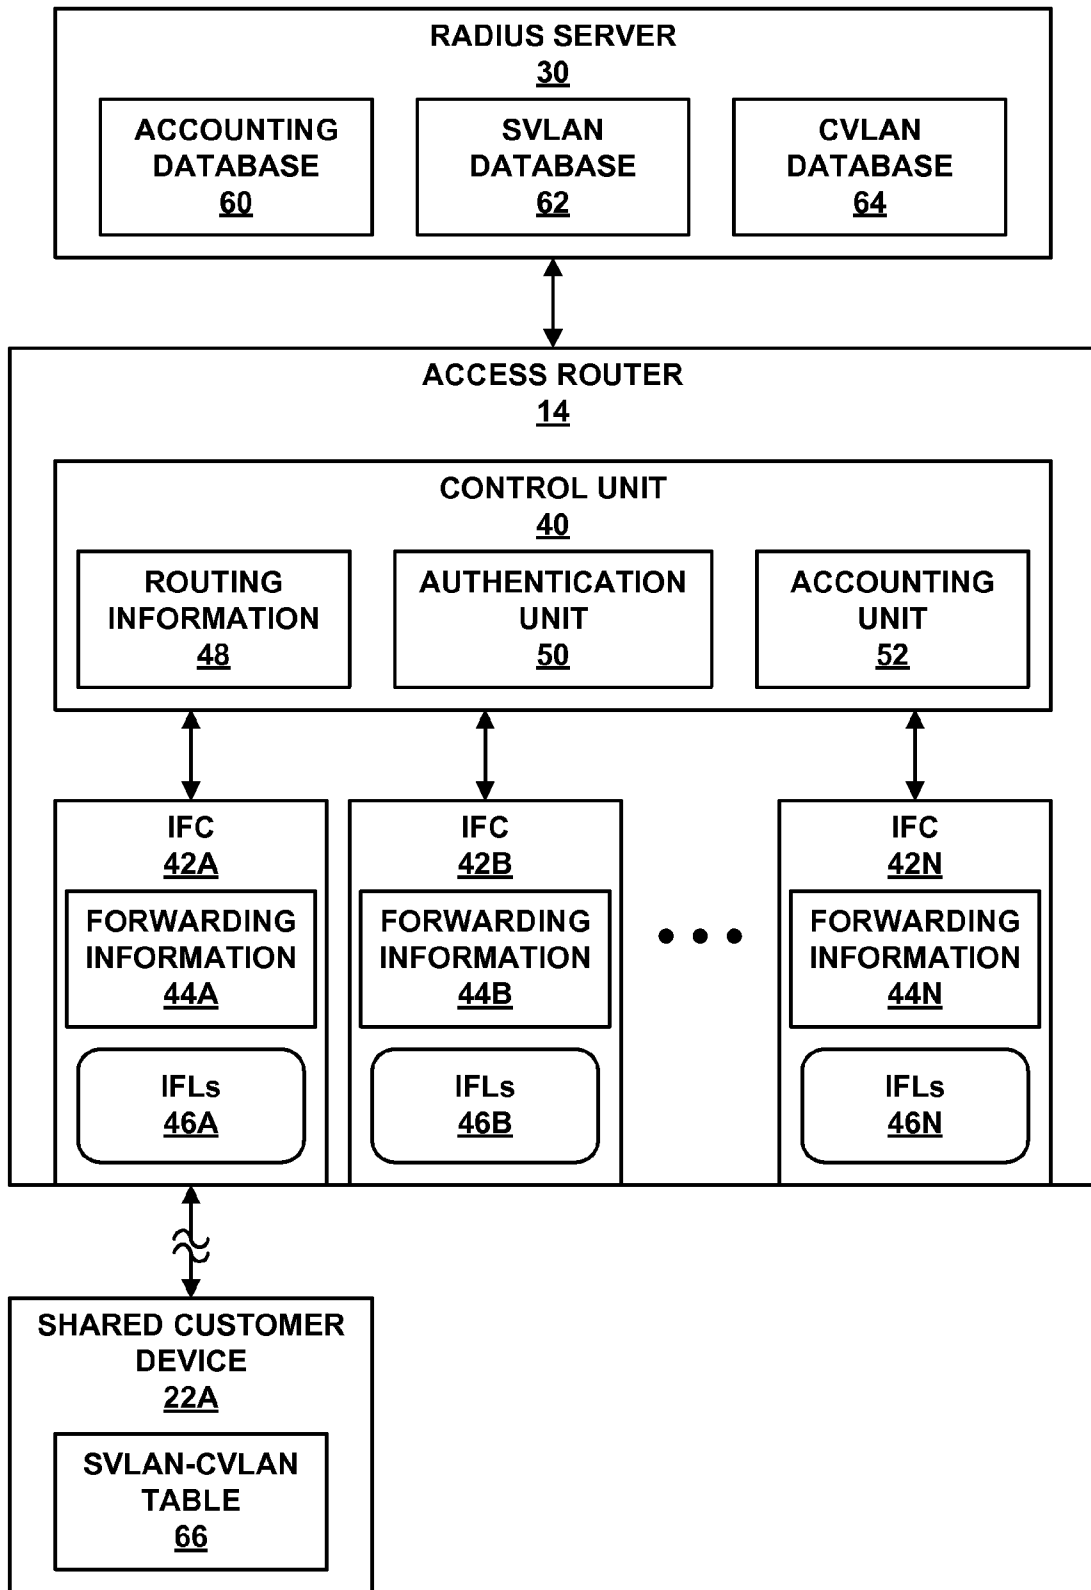 RADIUS SERVER
30
ACCOUNTING
DATABASE
60
SVLAN
DATABASE
62
CVLAN
DATABASE
64
ACCESS ROUTER
14
CONTROL UNIT
40
ROUTING
INFORMATION
48
AUTHENTICATION
UNIT
50
ACCOUNTING
UNIT
52
IFC
42A
FORWARDING
INFORMATION
44A
IFLs
46A
IFC
42B
FORWARDING
INFORMATION
44B
IFLs
46B
IFC
42N
FORWARDING
INFORMATION
44N
IFLs
46N
SHARED CUSTOMER
DEVICE
22A
SVLAN-CVLAN
TABLE
66